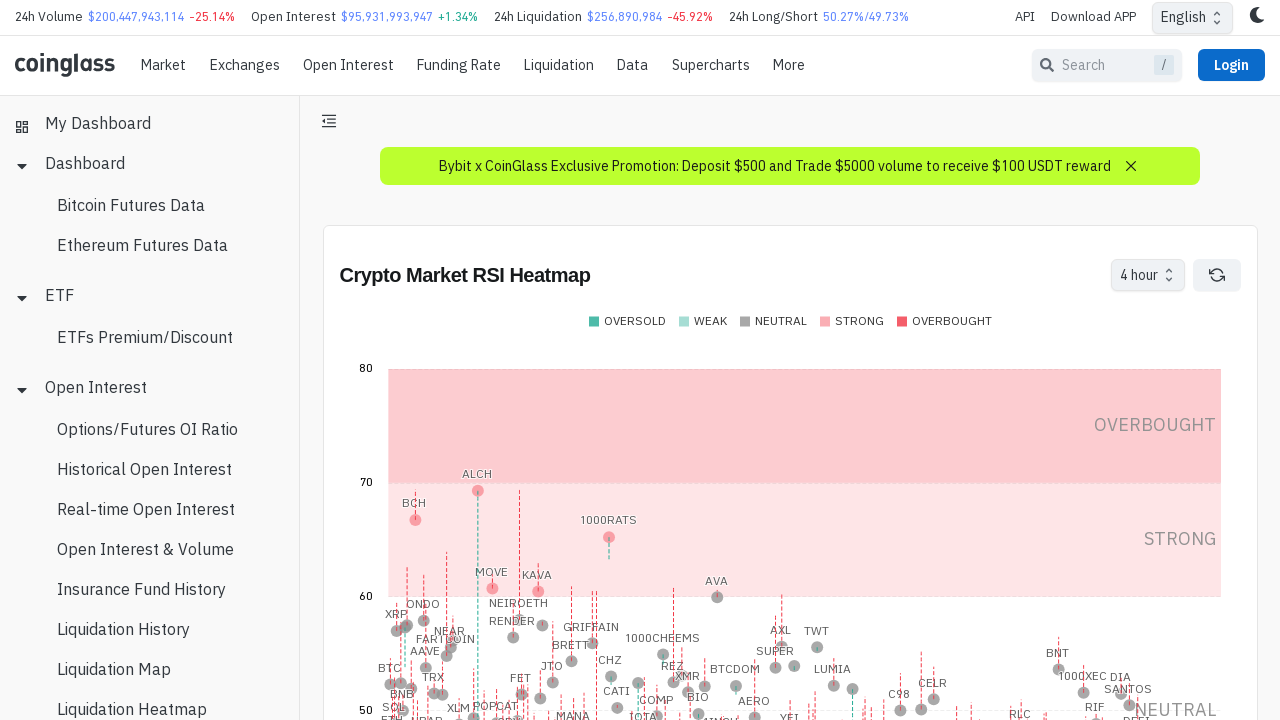 24h Volume $200,447,943,114 -25.14% Open Interest $95,931,993,947 +1.34% 24h Liquidation $256,890,984 -45.92% 24h Long/Short 50.27%/49.73% API Download APP English
coinglass Market Exchanges Open Interest Funding Rate Liquidation Data Supercharts More Search / Login
My Dashboard
Dashboard
Bitcoin Futures Data
Ethereum Futures Data
ETF
ETFs Premium/Discount
Open Interest
Options/Futures OI Ratio
Historical Open Interest
Real-time Open Interest
Open Interest & Volume
Insurance Fund History
Liquidation History
Liquidation Map
Liquidation Heatmap
Bybit x CoinGlass Exclusive Promotion: Deposit $500 and Trade $5000 volume to receive $100 USDT reward
Crypto Market RSI Heatmap 4 hour
OVERSOLD WEAK NEUTRAL STRONG OVERBOUGHT
80
OVERBOUGHT
ALCH
70
BCH
1000RATS
STRONG
MOVE KAVA
AVA
60
ONDO NEIROETH
XRP
RENDER GRIFFAIN
NEAR AXL TWT
FARTCOIN 1000CHEEMS
AAVE BRETT SUPER BNT
CHZ
BTC JTO REZ BTCDOM LUMIA
TRX FET XMR 100CXEC DIA
CELR
BNB CATI BIO C98 SANTOS
COMP AERO
SOL XLM POPCAT RIF
50 MANA IOTA YFI RLC NEUTRAL